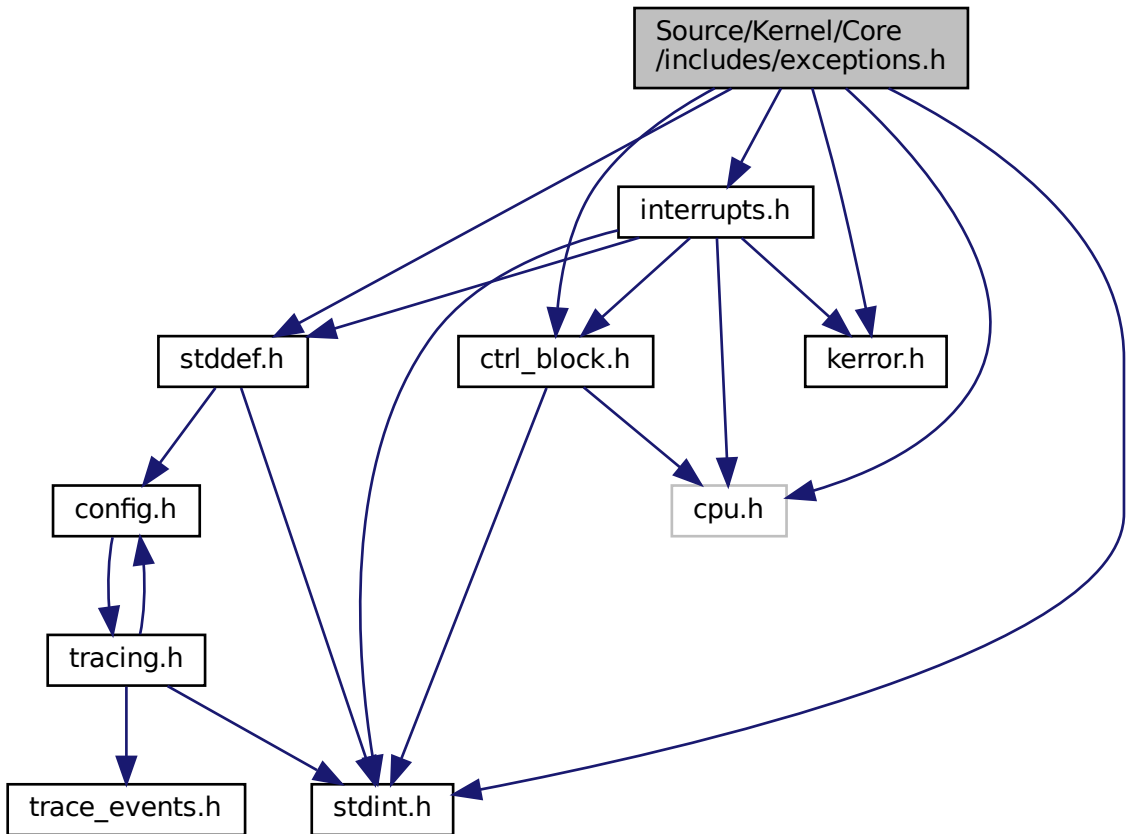 Source/Kernel/Core
/includes/exceptions.h
interrupts.h
stddef.h
ctrl_block.h
kerror.h
config.h
cpu.h
tracing.h
trace_events.h
stdint.h